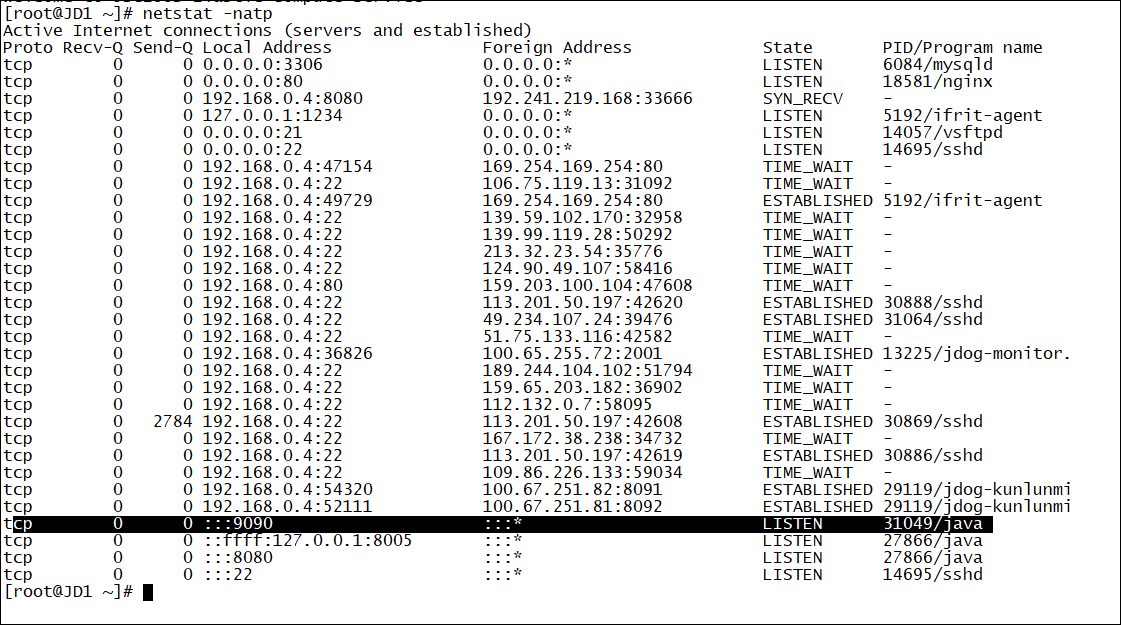 [root@JD1 ~]# netstat -natp
Active Internet connections (servers and established)
Proto Recv-Q Send-Q Local Address               Foreign Address             State       PID/Program name
tcp        0      0 0.0.0.0:3306                0.0.0.0:*                   LISTEN      6084/mysqld
tcp        0      0 0.0.0.0:80                  0.0.0.0:*                   LISTEN      18581/nginx
tcp        0      0 192.168.0.4:8080            192.241.219.168:33666       SYN_RECV    -
tcp        0      0 127.0.0.1:1234              0.0.0.0:*                   LISTEN      5192/ifrit-agent
tcp        0      0 0.0.0.0:21                  0.0.0.0:*                   LISTEN      14057/vsftpd
tcp        0      0 0.0.0.0:22                  0.0.0.0:*                   LISTEN      14695/sshd
tcp        0      0 192.168.0.4:47154           169.254.169.254:80          TIME_WAIT   -
tcp        0      0 192.168.0.4:22              106.75.119.13:31092         TIME_WAIT   -
tcp        0      0 192.168.0.4:49729           169.254.169.254:80          ESTABLISHED 5192/ifrit-agent
tcp        0      0 192.168.0.4:22              139.59.102.170:32958        TIME_WAIT   -
tcp        0      0 192.168.0.4:22              139.99.119.28:50292         TIME_WAIT   -
tcp        0      0 192.168.0.4:22              213.32.23.54:35776          TIME_WAIT   -
tcp        0      0 192.168.0.4:22              124.90.49.107:58416         TIME_WAIT   -
tcp        0      0 192.168.0.4:80              159.203.100.104:47608       TIME_WAIT   -
tcp        0      0 192.168.0.4:22              113.201.50.197:42620        ESTABLISHED 30888/sshd
tcp        0      0 192.168.0.4:22              49.234.107.24:39476         ESTABLISHED 31064/sshd
tcp        0      0 192.168.0.4:22              51.75.133.116:42582         TIME_WAIT   -
tcp        0      0 192.168.0.4:36826           100.65.255.72:2001          ESTABLISHED 13225/jdog-monitor.
tcp        0      0 192.168.0.4:22              189.244.104.102:51794       TIME_WAIT   -
tcp        0      0 192.168.0.4:22              159.65.203.182:36902        TIME_WAIT   -
tcp        0      0 192.168.0.4:22              112.132.0.7:58095           TIME_WAIT   -
tcp        0   2784 192.168.0.4:22              113.201.50.197:42608        ESTABLISHED 30869/sshd
tcp        0      0 192.168.0.4:22              167.172.38.238:34732        TIME_WAIT   -
tcp        0      0 192.168.0.4:22              113.201.50.197:42619        ESTABLISHED 30886/sshd
tcp        0      0 192.168.0.4:22              109.86.226.133:59034        TIME_WAIT   -
tcp        0      0 192.168.0.4:54320           100.67.251.82:8091          ESTABLISHED 29119/jdog-kunlunmi
tcp        0      0 192.168.0.4:52111           100.67.251.81:8092          ESTABLISHED 29119/jdog-kunlunmi
tcp        0      0 :::9090                     :::*                        LISTEN      31049/java
tcp        0      0 ::ffff:127.0.0.1:8005       :::*                        LISTEN      27866/java
tcp        0      0 :::8080                     :::*                        LISTEN      27866/java
tcp        0      0 :::22                       :::*                        LISTEN      14695/sshd
[root@JD1 ~]#